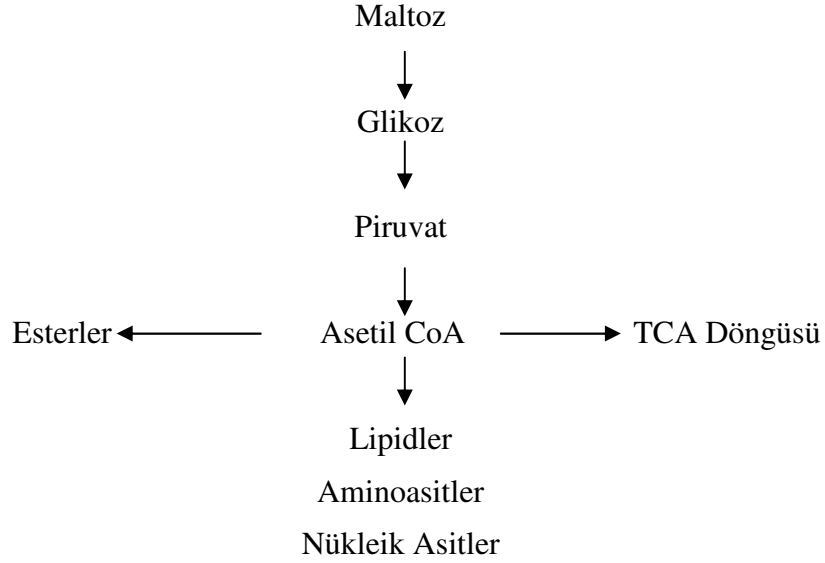 Maltoz
Glikoz
Piruvat
Esterler Asetil CoA TCA Döngüsü
Lipidler
Aminoasitler
Nükleik Asitler